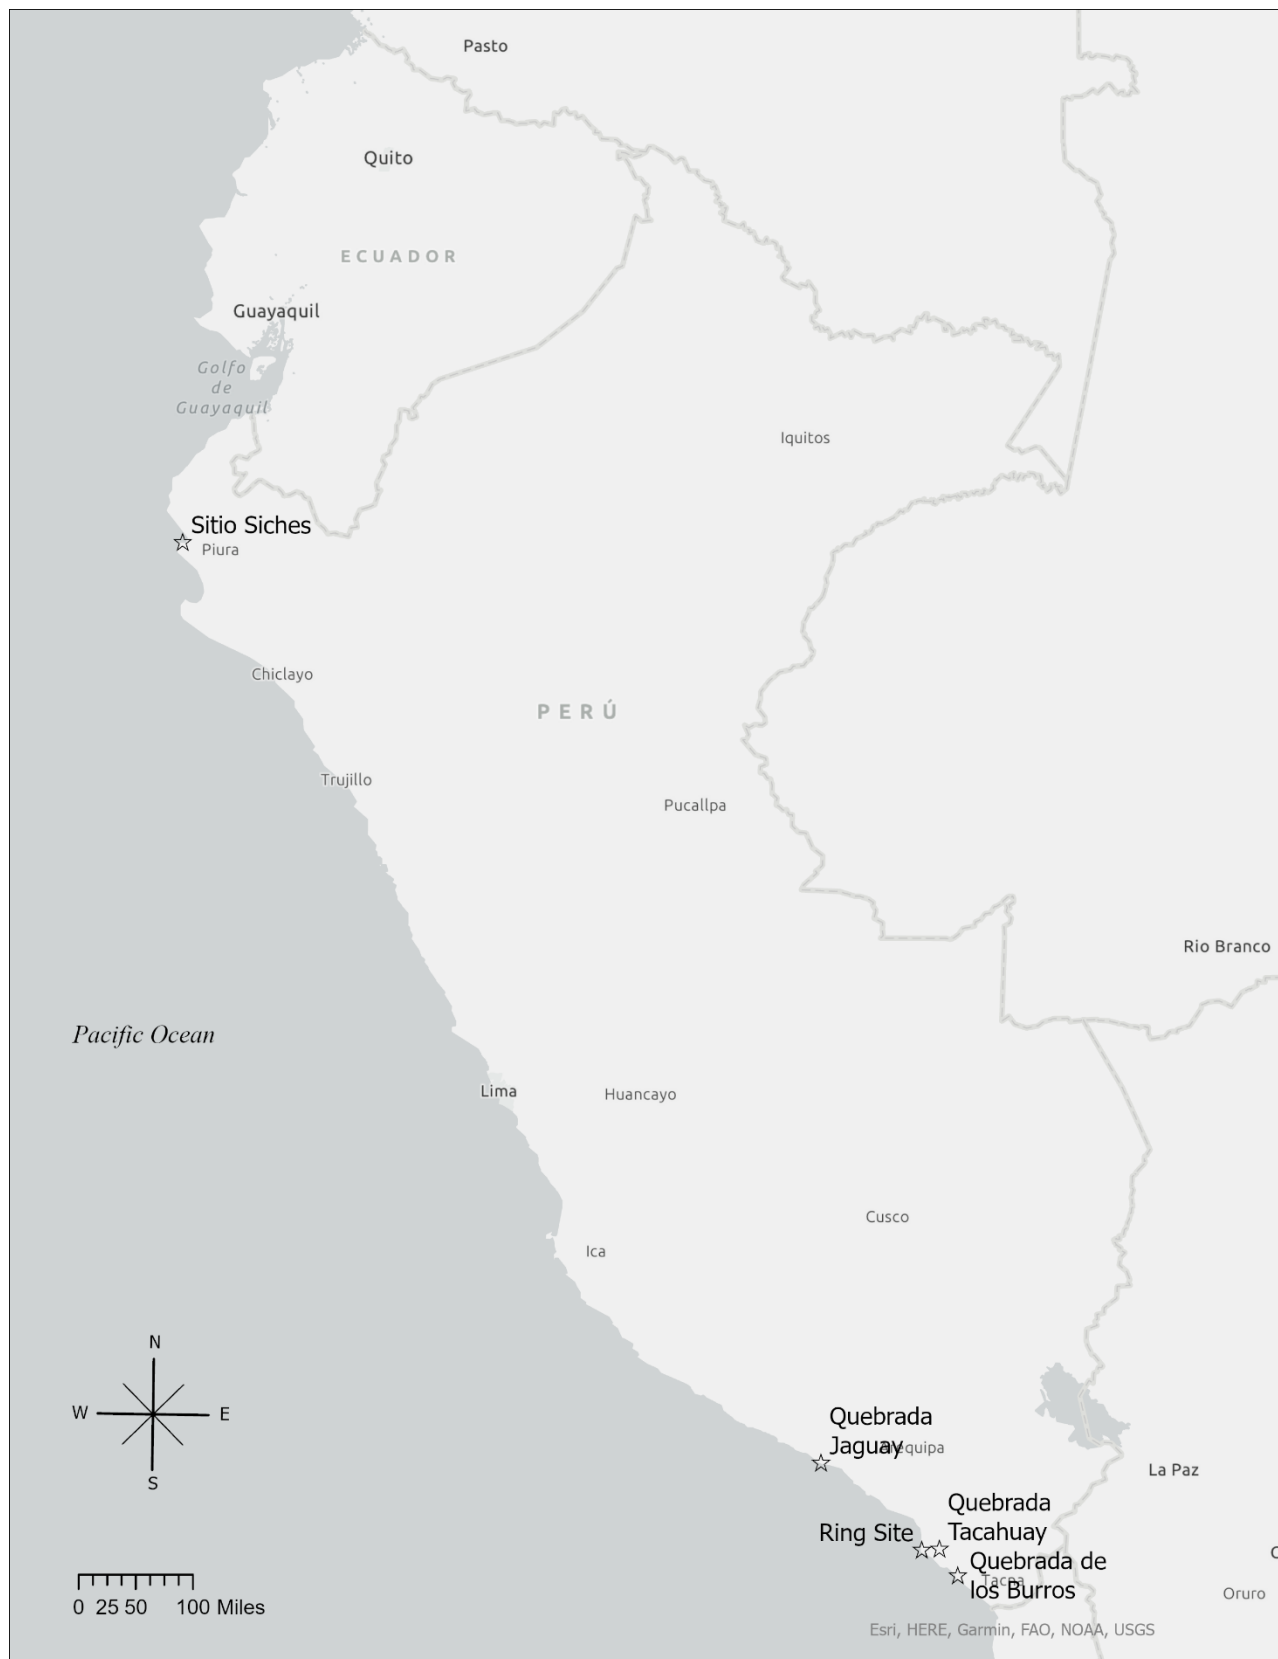 Pasto
Quito
ECUADOR
Guayaquil
Golfo
de
Guayaquil
Iquitos
Sitio Siches
Piura
Chiclayo
PERÚ
Trujillo
Pucallpa
Rio Branco
Pacific Ocean
Lima
Huancayo
Cusco
Ica
N
W E
S
Quebrada
Jaguay
Arequipa
La Paz
Quebrada
Tacahuay
Ring Site
Quebrada de
los Burros
Tacna
Oruro
0 25 50 100 Miles
Esri, HERE, Garmin, FAO, NOAA, USGS